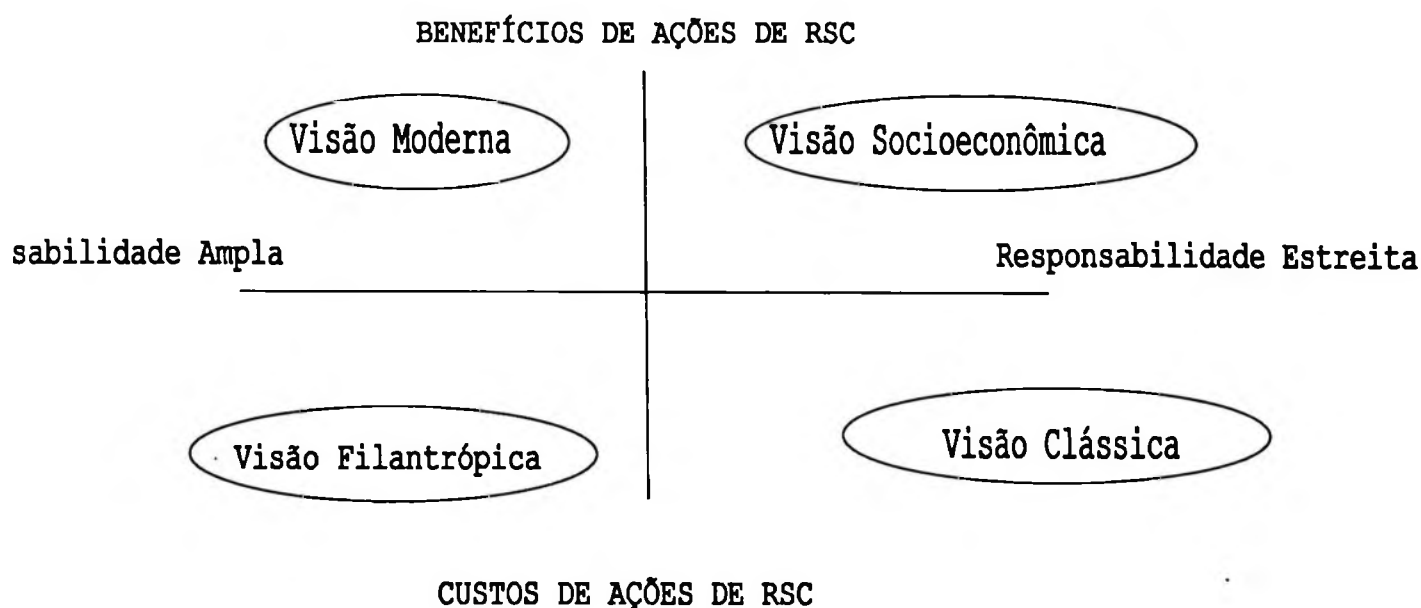 BENEFÍCIOS DE AÇÕES DE RSC
Visão Moderna
Visão Socioeconômica
sabilidade Ampla
Responsabilidade Estreita
Visão Filantrópica
Visão Clássica
CUSTOS DE AÇÕES DE RSC